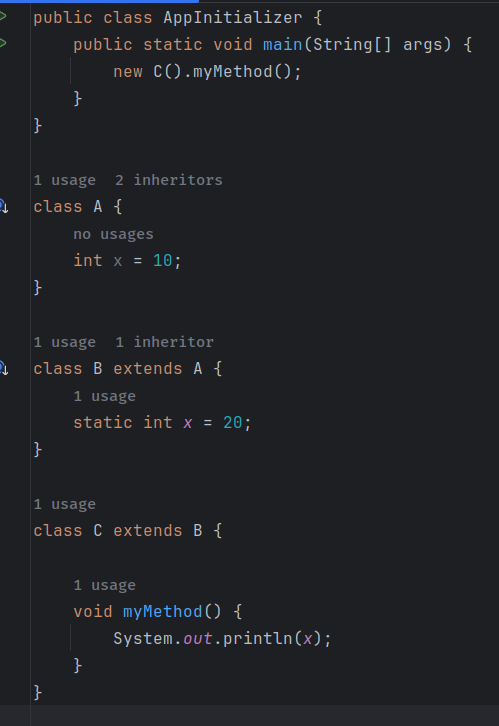 public class AppInitializer {
public static void main(String[] args) {
new C().myMethod();
}
}
1 usage  2 inheritors
class A {
no usages
int x = 10;
}
1 usage  1 inheritor
class B extends A {
1 usage
static int x = 20;
}
1 usage
class C extends B {
1 usage
void myMethod() {
System.out.println(x);
}
}